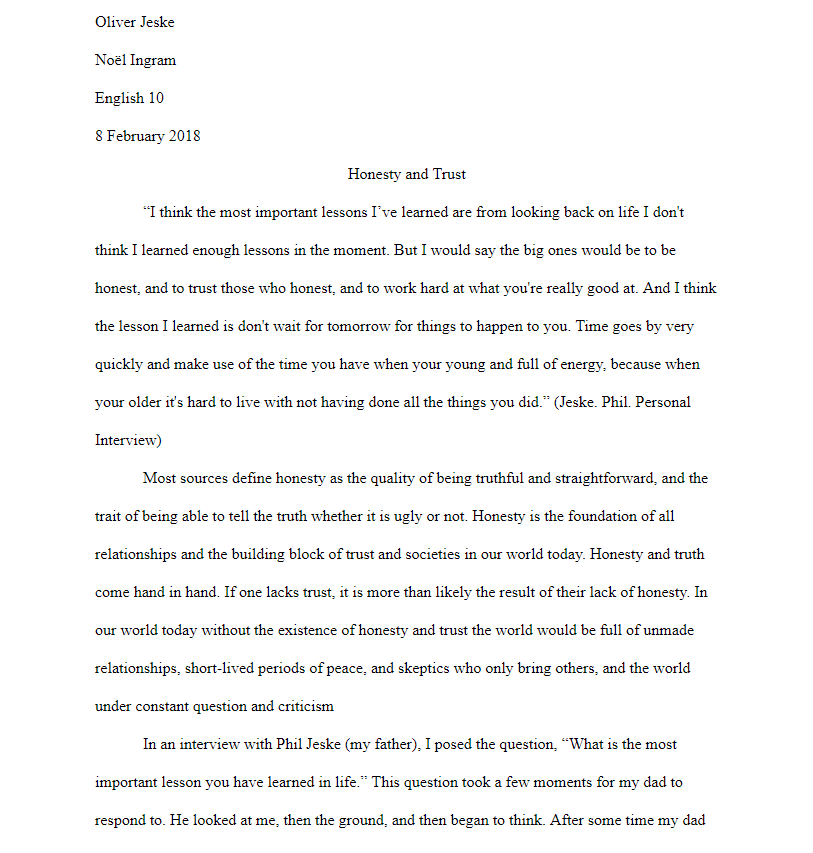 Oliver Jeske
Noël Ingram
English 10
8 February 2018
Honesty and Trust
“I think the most important lessons I’ve learned are from looking back on life I don't
think I learned enough lessons in the moment. But I would say the big ones would be to be
honest, and to trust those who honest, and to work hard at what you're really good at. And I think
the lesson I learned is don't wait for tomorrow for things to happen to you. Time goes by very
quickly and make use of the time you have when your young and full of energy, because when
your older it's hard to live with not having done all the things you did.” (Jeske. Phil. Personal
Interview)
Most sources define honesty as the quality of being truthful and straightforward, and the
trait of being able to tell the truth whether it is ugly or not. Honesty is the foundation of all
relationships and the building block of trust and societies in our world today. Honesty and truth
come hand in hand. If one lacks trust, it is more than likely the result of their lack of honesty. In
our world today without the existence of honesty and trust the world would be full of unmade
relationships, short-lived periods of peace, and skeptics who only bring others, and the world
under constant question and criticism
In an interview with Phil Jeske (my father), I posed the question, “What is the most
important lesson you have learned in life.” This question took a few moments for my dad to
respond to. He looked at me, then the ground, and then began to think. After some time my dad